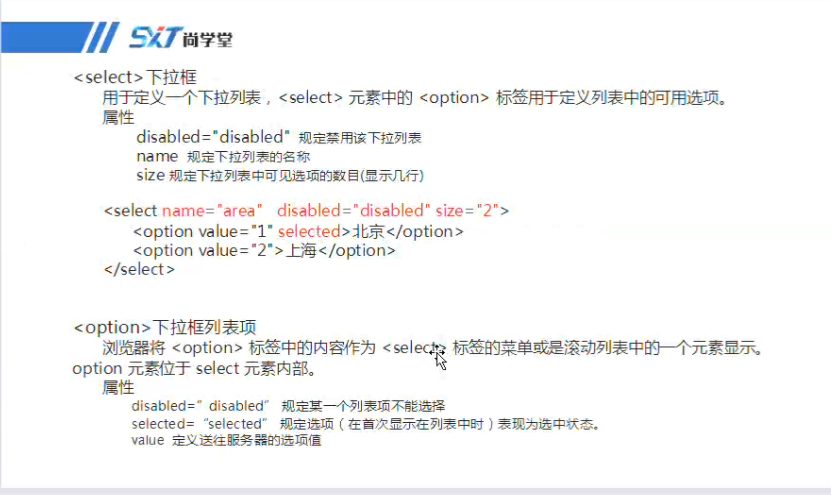 SXT尚学堂
<select>下拉框
用于定义一个下拉列表，<select> 元素中的 <option> 标签用于定义列表中的可用选项。
属性
disabled="disabled" 规定禁用该下拉列表
name 规定下拉列表的名称
size 规定下拉列表中可见选项的数目(显示几行)
<select name="area" disabled="disabled" size="2">
<option value="1" selected>北京</option>
<option value="2">上海</option>
</select>
<option>下拉框列表项
浏览器将 <option> 标签中的内容作为 <select> 标签的菜单或是滚动列表中的一个元素显示。
option 元素位于 select 元素内部。
属性
disabled=”disabled” 规定某一个列表项不能选择
selected=“selected” 规定选项（在首次显示在列表中时）表现为选中状态。
value 定义送往服务器的选项值